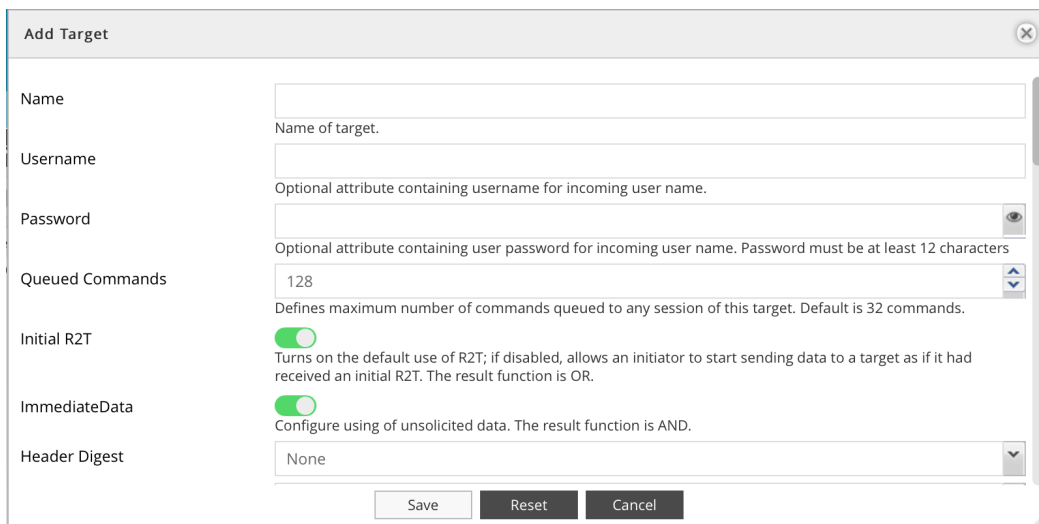 Add Target
Name
Name of target.
Username
Optional attribute containing username for incoming user name.
Password
Optional attribute containing user password for incoming user name. Password must be at least 12 characters
Queued Commands
128
Defines maximum number of commands queued to any session of this target. Default is 32 commands.
Initial R2T
Turns on the default use of R2T; if disabled, allows an initiator to start sending data to a target as if it had
received an initial R2T. The result function is OR.
ImmediateData
Configure using of unsolicited data. The result function is AND.
Header Digest
None
Save
Reset
Cancel